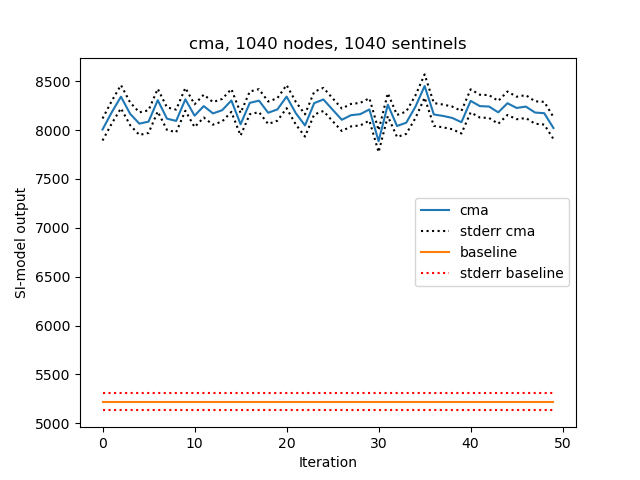 cma, 1040 nodes, 1040 sentinels
SI-model output
8500
8000
7500
7000
6500
6000
5500
5000
cma
stderr cma
baseline
stderr baseline
0
10
20
30
40
50
Iteration